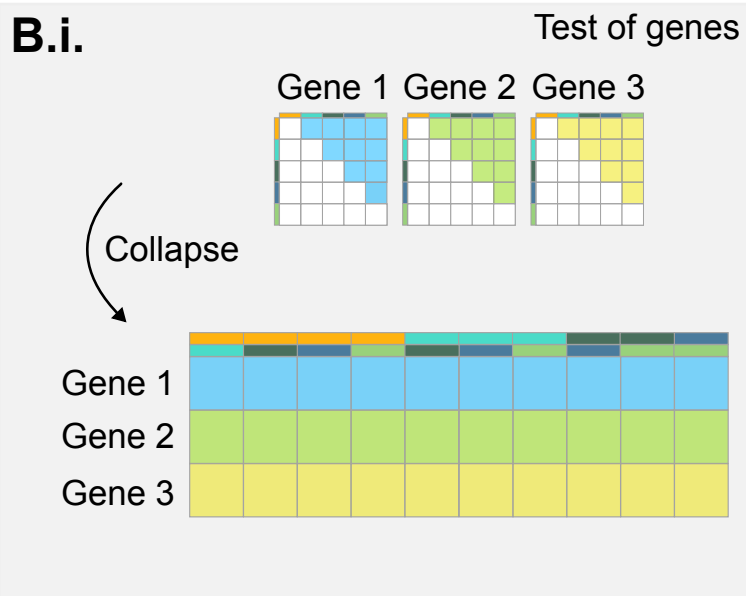 B.i.
Test of genes
Gene 1 Gene 2 Gene 3
Collapse
Gene 1
Gene 2
Gene 3